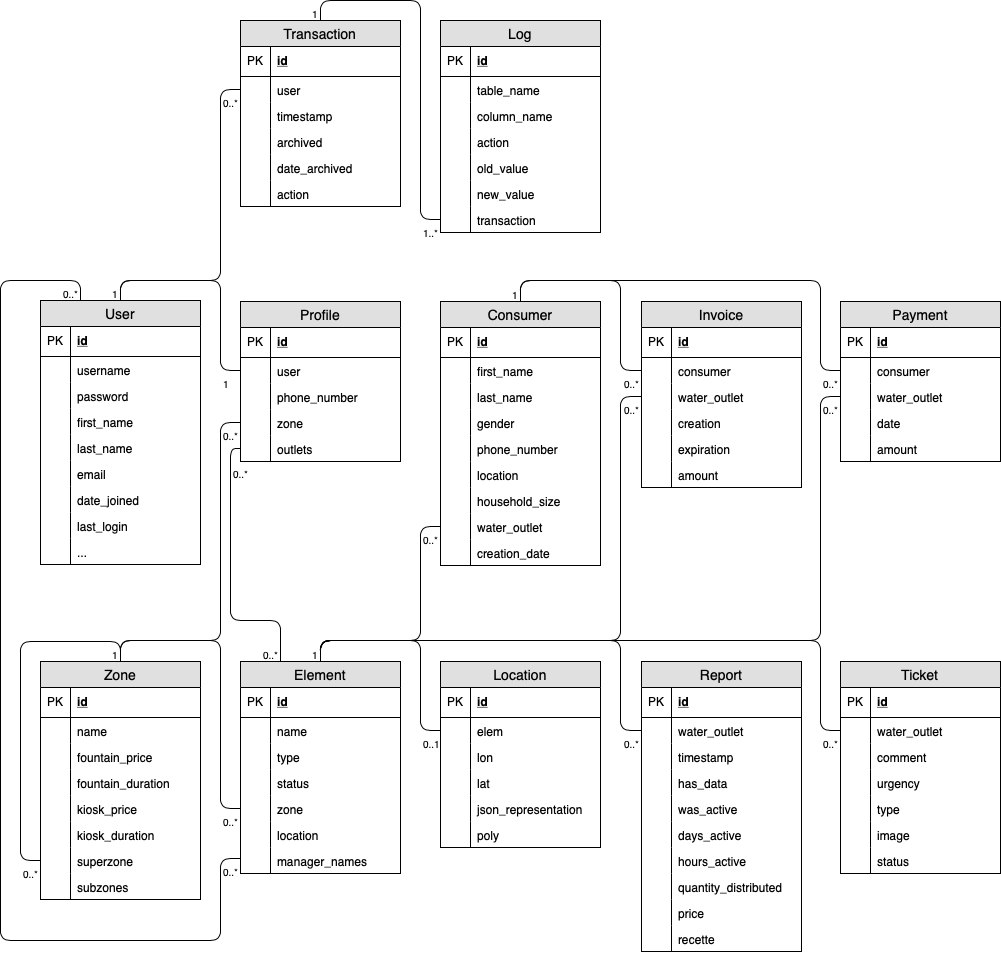 1
Transaction
PK id
user
timestamp
archived
date_archived
action
0..*
Log
PK id
table_name
column_name
action
old_value
new_value
transaction
1..*
0..*
1
User
PK id
username
password
first_name
last_name
email
date_joined
last_login
...
Profile
PK id
user
phone_number
zone
outlets
1
0..*
0..*
1
Consumer
PK id
first_name
last_name
gender
phone_number
location
household_size
water_outlet
creation_date
0..*
Invoice
PK id
consumer
water_outlet
creation
expiration
amount
0..*
0..*
Payment
PK id
consumer
water_outlet
date
amount
0..*
0..*
1
Zone
PK id
name
fountain_price
fountain_duration
kiosk_price
kiosk_duration
superzone
subzones
0..*
0..*
1
Element
PK id
name
type
status
zone
location
manager_names
0..*
0..*
Location
PK id
elem
lon
lat
json_representation
poly
0..1
Report
PK id
water_outlet
timestamp
has_data
was_active
days_active
hours_active
quantity_distributed
price
recette
0..*
Ticket
PK id
water_outlet
comment
urgency
type
image
status
0..*